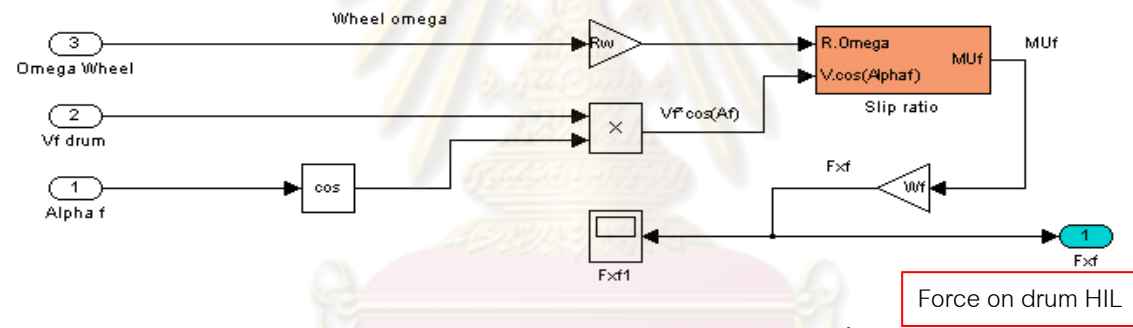 Wheel omega
3
Omega Wheel
Rw
R.Omega
V.cos(Alphaf)
MUf
Slip ratio
MUf
2
Vf drum
×
Vf*cos(Af)
1
Alpha f
cos
Fxf
Wf
Fxf1
1
Fxf
Force on drum HIL